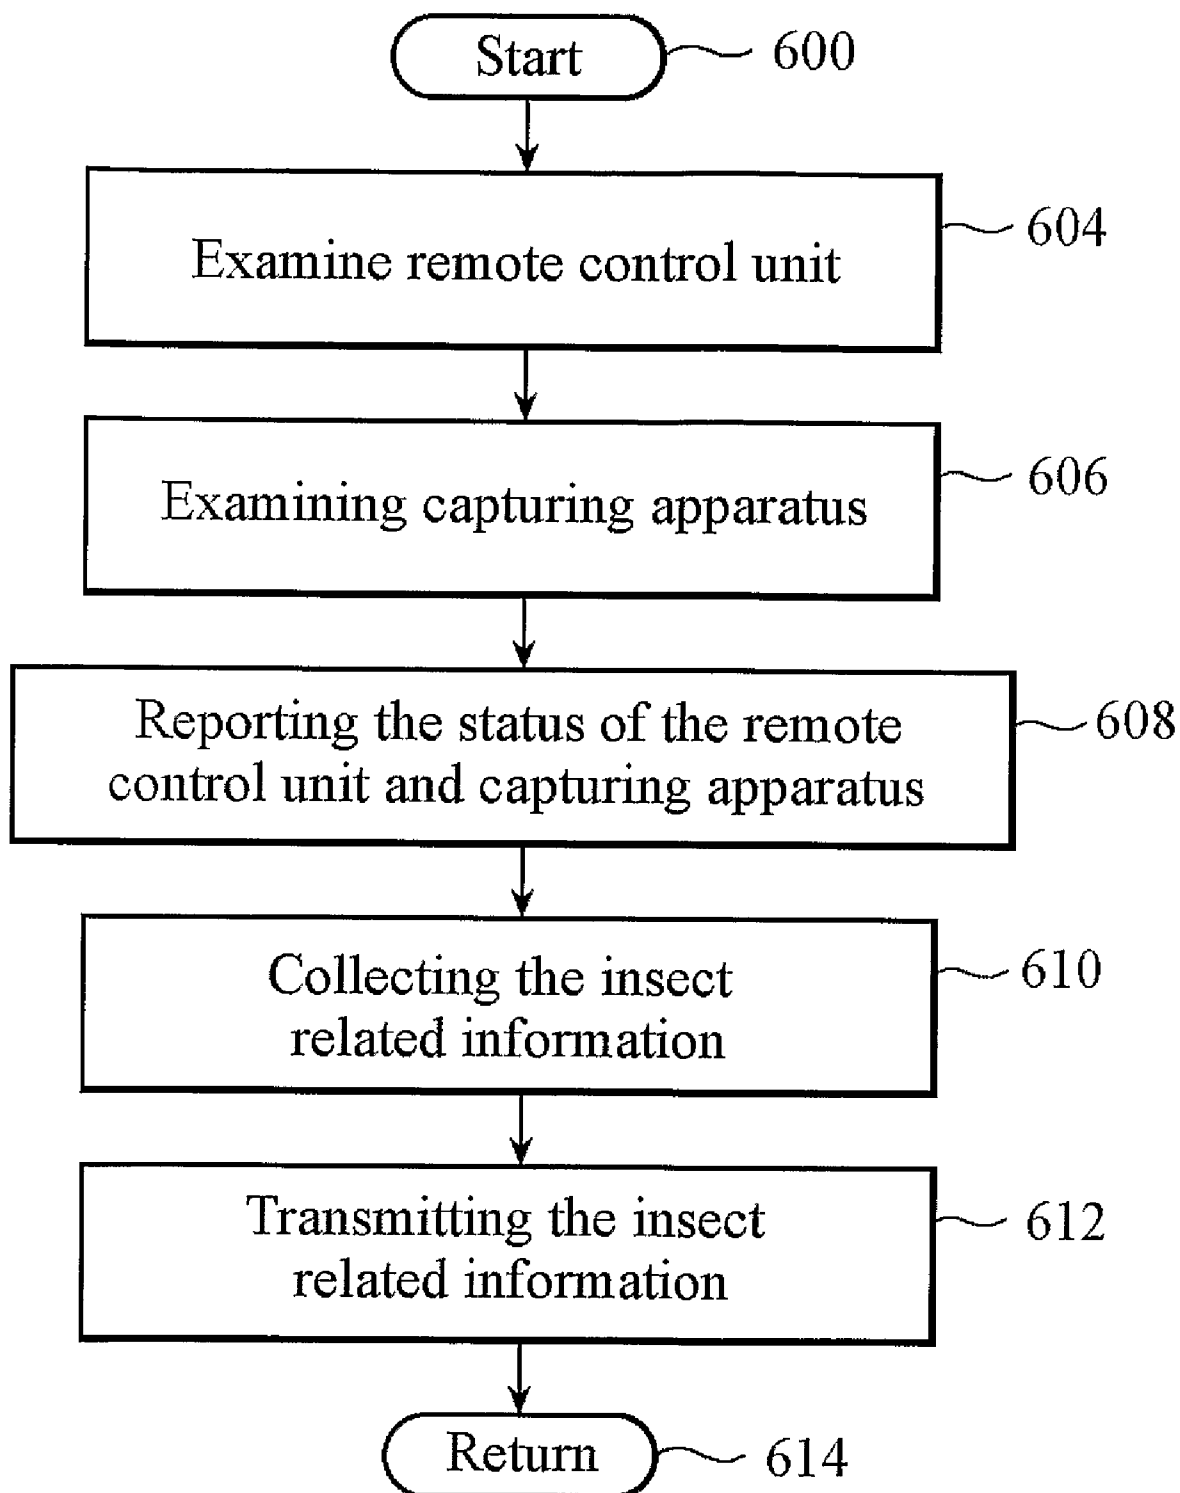 Start
600
Examine remote control unit
604
Examining capturing apparatus
606
Reporting the status of the remote
control unit and capturing apparatus
608
Collecting the insect
related information
610
Transmitting the insect
related information
612
Return
614